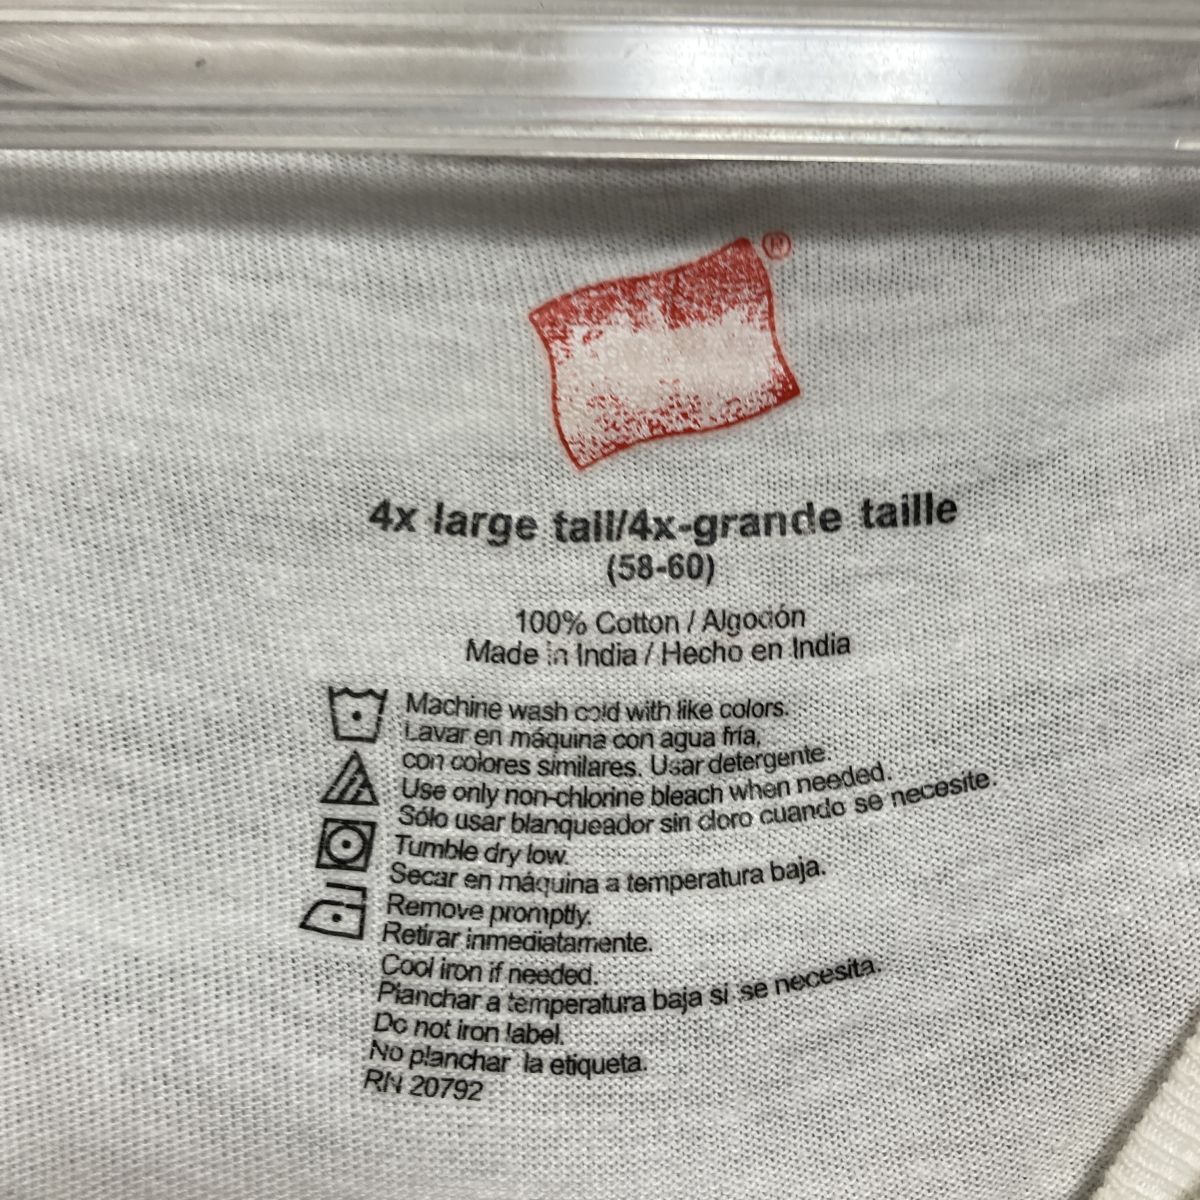 ®
4x large tall/4x-grande taille
(58-60)
100% Cotton / Algodón
Made in India / Hecho en India
Machine wash cold with like colors.
Lavar en máquina con agua fría,
con colores similares. Usar detergente.
Use only non-chlorine bleach when needed.
Sólo usar blanqueador sin cloro cuando se necesite.
Tumble dry low.
Secar en máquina a temperatura baja.
Remove promptly.
Retirar inmediatamente.
Cool iron if needed.
Planchar a temperatura baja si se necesita.
Do not iron label.
No planchar la etiqueta.
RN 20792